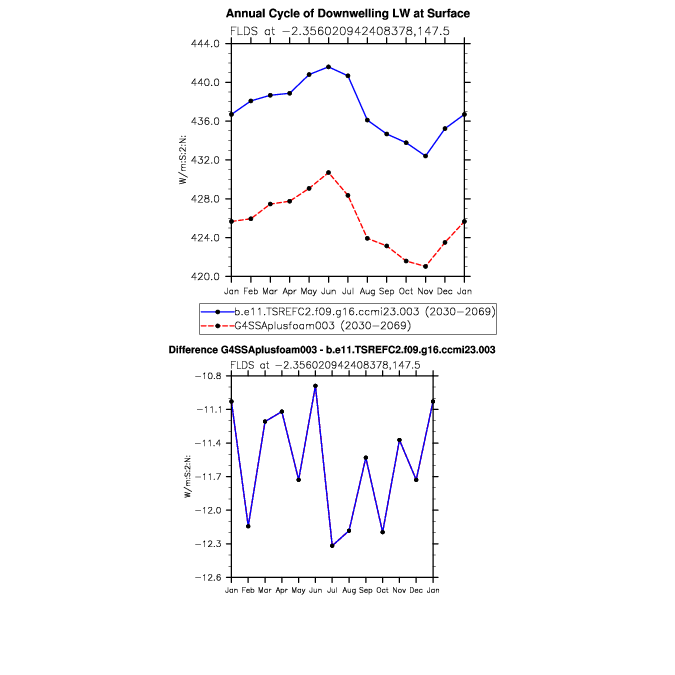 Annual Cycle of Downwelling LW at Surface
FLDS at −2.356020942408378,147.5
444.0
440.0
436.0
432.0
428.0
424.0
420.0
W/m:S:2:N:
Jan Feb Mar Apr May Jun Jul Aug Sep Oct Nov Dec Jan
b.e11.TSREFC2.f09.g16.ccmi23.003 (2030−2069)
G4SSAplusfoam003 (2030−2069)
Difference G4SSAplusfoam003 - b.e11.TSREFC2.f09.g16.ccmi23.003
FLDS at −2.356020942408378,147.5
−10.8
−11.1
−11.4
−11.7
−12.0
−12.3
−12.6
W/m:S:2:N:
Jan Feb Mar Apr May Jun Jul Aug Sep Oct Nov Dec Jan